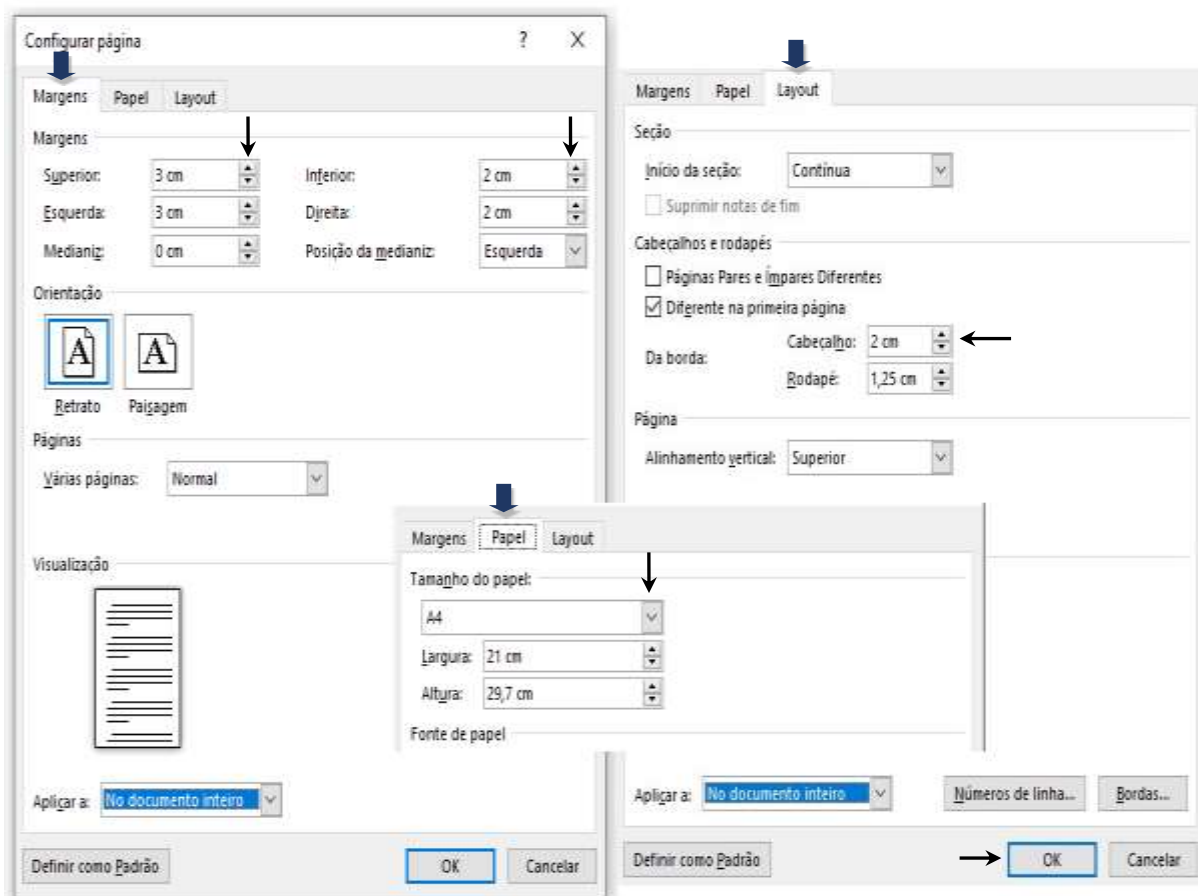 Configurar página ? X
Margens Papel Layout
Margens
Superior: 3 cm Inferior: 2 cm
Esquerda: 3 cm Direita: 2 cm
Medianiz: 0 cm Posição da medianiz: Esquerda
Orientação
A A
Retrato Paisagem
Páginas
Várias páginas: Normal
Visualização
Aplicar a: No documento inteiro
Definir como Padrão OK Cancelar
Margens Papel Layout
Seção
Início da seção: Contínua
Suprimir notas de fim
Cabeçalhos e rodapés
Páginas Pares e Ímpares Diferentes
Diferente na primeira página
Da borda:
Cabeçalho: 2 cm
Rodapé: 1,25 cm
Página
Alinhamento vertical: Superior
Margens Papel Layout
Tamanho do papel:
A4
Largura: 21 cm
Altura: 29,7 cm
Fonte de papel
Aplicar a: No documento inteiro Números de linha... Bordas...
Definir como Padrão OK Cancelar